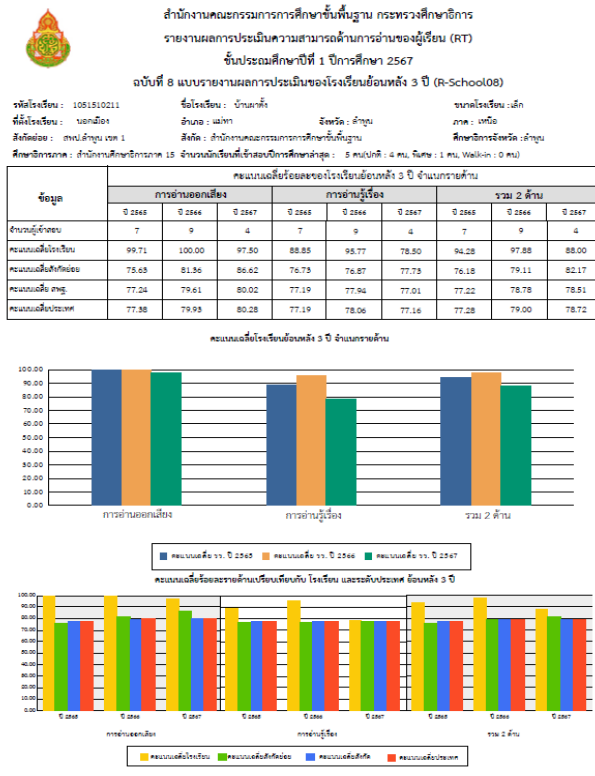 สำนักงานคณะกรรมการการศึกษาขั้นพื้นฐาน กระทรวงศึกษาธิการ
รายงานผลการประเมินความสามารถด้านการอ่านของผู้เรียน (RT)
ชั้นประถมศึกษาปีที่ 1 ปีการศึกษา 2567
ฉบับที่ 8 แบบรายงานผลการประเมินของโรงเรียนย้อนหลัง 3 ปี (R-School08)
รหัสโรงเรียน : 1051510211 ชื่อโรงเรียน : บ้านผาตั้ง ขนาดโรงเรียน :เล็ก
ที่ตั้งโรงเรียน : นอกเมือง อำเภอ : แม่ทา จังหวัด : ลำพูน ภาค : เหนือ
สังกัดย่อย : สพป.ลำพูน เขต 1 สังกัด : สำนักงานคณะกรรมการการศึกษาขั้นพื้นฐาน ศึกษาธิการจังหวัด :ลำพูน
ศึกษาธิการภาค : สำนักงานศึกษาธิการภาค 15 จำนวนนักเรียนที่เข้าสอบปีการศึกษาล่าสุด : 5 คน(ปกติ : 4 คน, พิเศษ : 1 คน, Walk-in : 0 คน)
ข้อมูล คะแนนเฉลี่ยร้อยละของโรงเรียนย้อนหลัง 3 ปี จำแนกรายด้าน
การอ่านออกเสียง การอ่านรู้เรื่อง รวม 2 ด้าน
ปี 2565 ปี 2566 ปี 2567 ปี 2565 ปี 2566 ปี 2567 ปี 2565 ปี 2566 ปี 2567
จำนวนผู้เข้าสอบ 7 9 4 7 9 4 7 9 4
คะแนนเฉลี่ยโรงเรียน 99.71 100.00 97.50 88.85 95.77 78.50 94.28 97.88 88.00
คะแนนเฉลี่ยสังกัดย่อย 75.63 81.36 86.62 76.73 76.87 77.73 76.18 79.11 82.17
คะแนนเฉลี่ย สพฐ. 77.24 79.61 80.02 77.19 77.94 77.01 77.22 78.78 78.51
คะแนนเฉลี่ยประเทศ 77.38 79.93 80.28 77.19 78.06 77.16 77.28 79.00 78.72
คะแนนเฉลี่ยโรงเรียนย้อนหลัง 3 ปี จำแนกรายด้าน
100.00
90.00
80.00
70.00
60.00
50.00
40.00
30.00
20.00
10.00
0.00
การอ่านออกเสียง การอ่านรู้เรื่อง รวม 2 ด้าน
คะแนนเฉลี่ย รร. ปี 2565 คะแนนเฉลี่ย รร. ปี 2566 คะแนนเฉลี่ย รร. ปี 2567
คะแนนเฉลี่ยร้อยละรายด้านเปรียบเทียบกับ โรงเรียน และระดับประเทศ ย้อนหลัง 3 ปี
100.00
90.00
80.00
70.00
60.00
50.00
40.00
30.00
20.00
10.00
0.00
ปี 2565 ปี 2566 ปี 2567 ปี 2565 ปี 2566 ปี 2567 ปี 2565 ปี 2566 ปี 2567
การอ่านออกเสียง การอ่านรู้เรื่อง รวม 2 ด้าน
คะแนนเฉลี่ยโรงเรียน คะแนนเฉลี่ยสังกัดย่อย คะแนนเฉลี่ยสังกัด คะแนนเฉลี่ยประเทศ